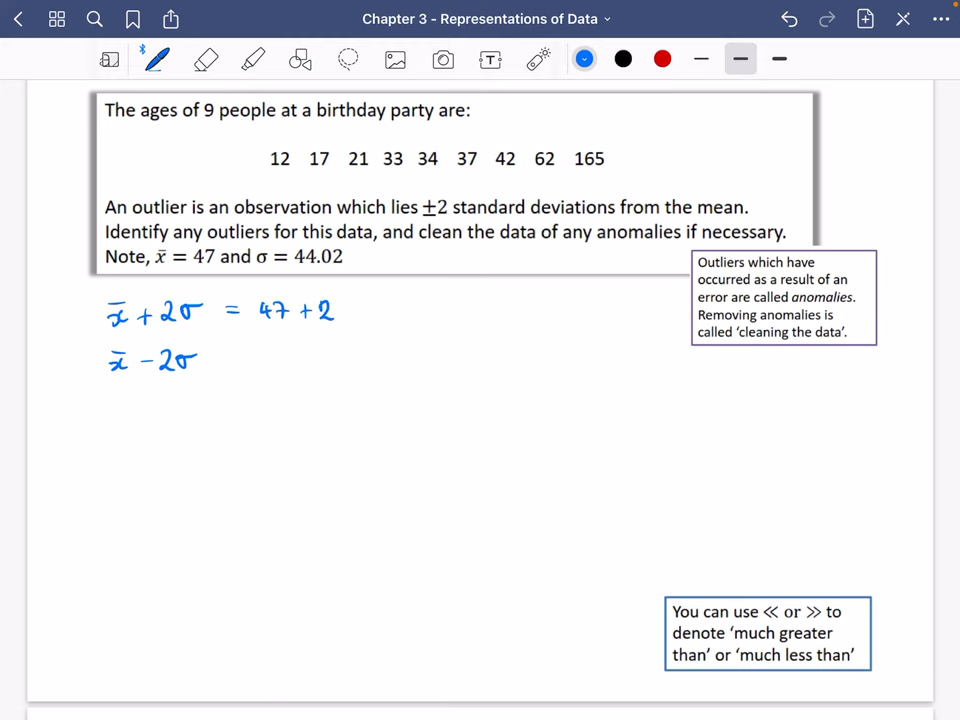 Chapter 3 - Representations of Data
The ages of 9 people at a birthday party are:
12 17 21 33 34 37 42 62 165
An outlier is an observation which lies ±2 standard deviations from the mean.
Identify any outliers for this data, and clean the data of any anomalies if necessary.
Note, x̄ = 47 and σ = 44.02
Outliers which have
occurred as a result of an
error are called anomalies.
Removing anomalies is
called ‘cleaning the data’.
x̄ + 2σ = 47 + 2
x̄ − 2σ
You can use ≪ or ≫ to
denote ‘much greater
than’ or ‘much less than’